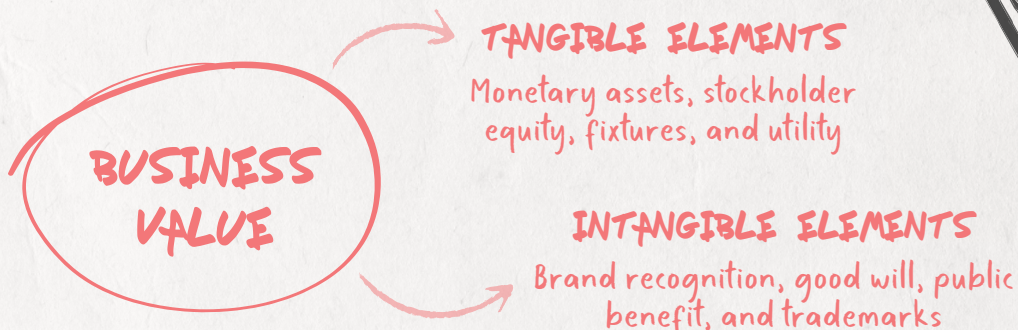 BUSINESS
VALUE
TANGIBLE ELEMENTS
Monetary assets, stockholder
equity, fixtures, and utility
INTANGIBLE ELEMENTS
Brand recognition, good will, public
benefit, and trademarks